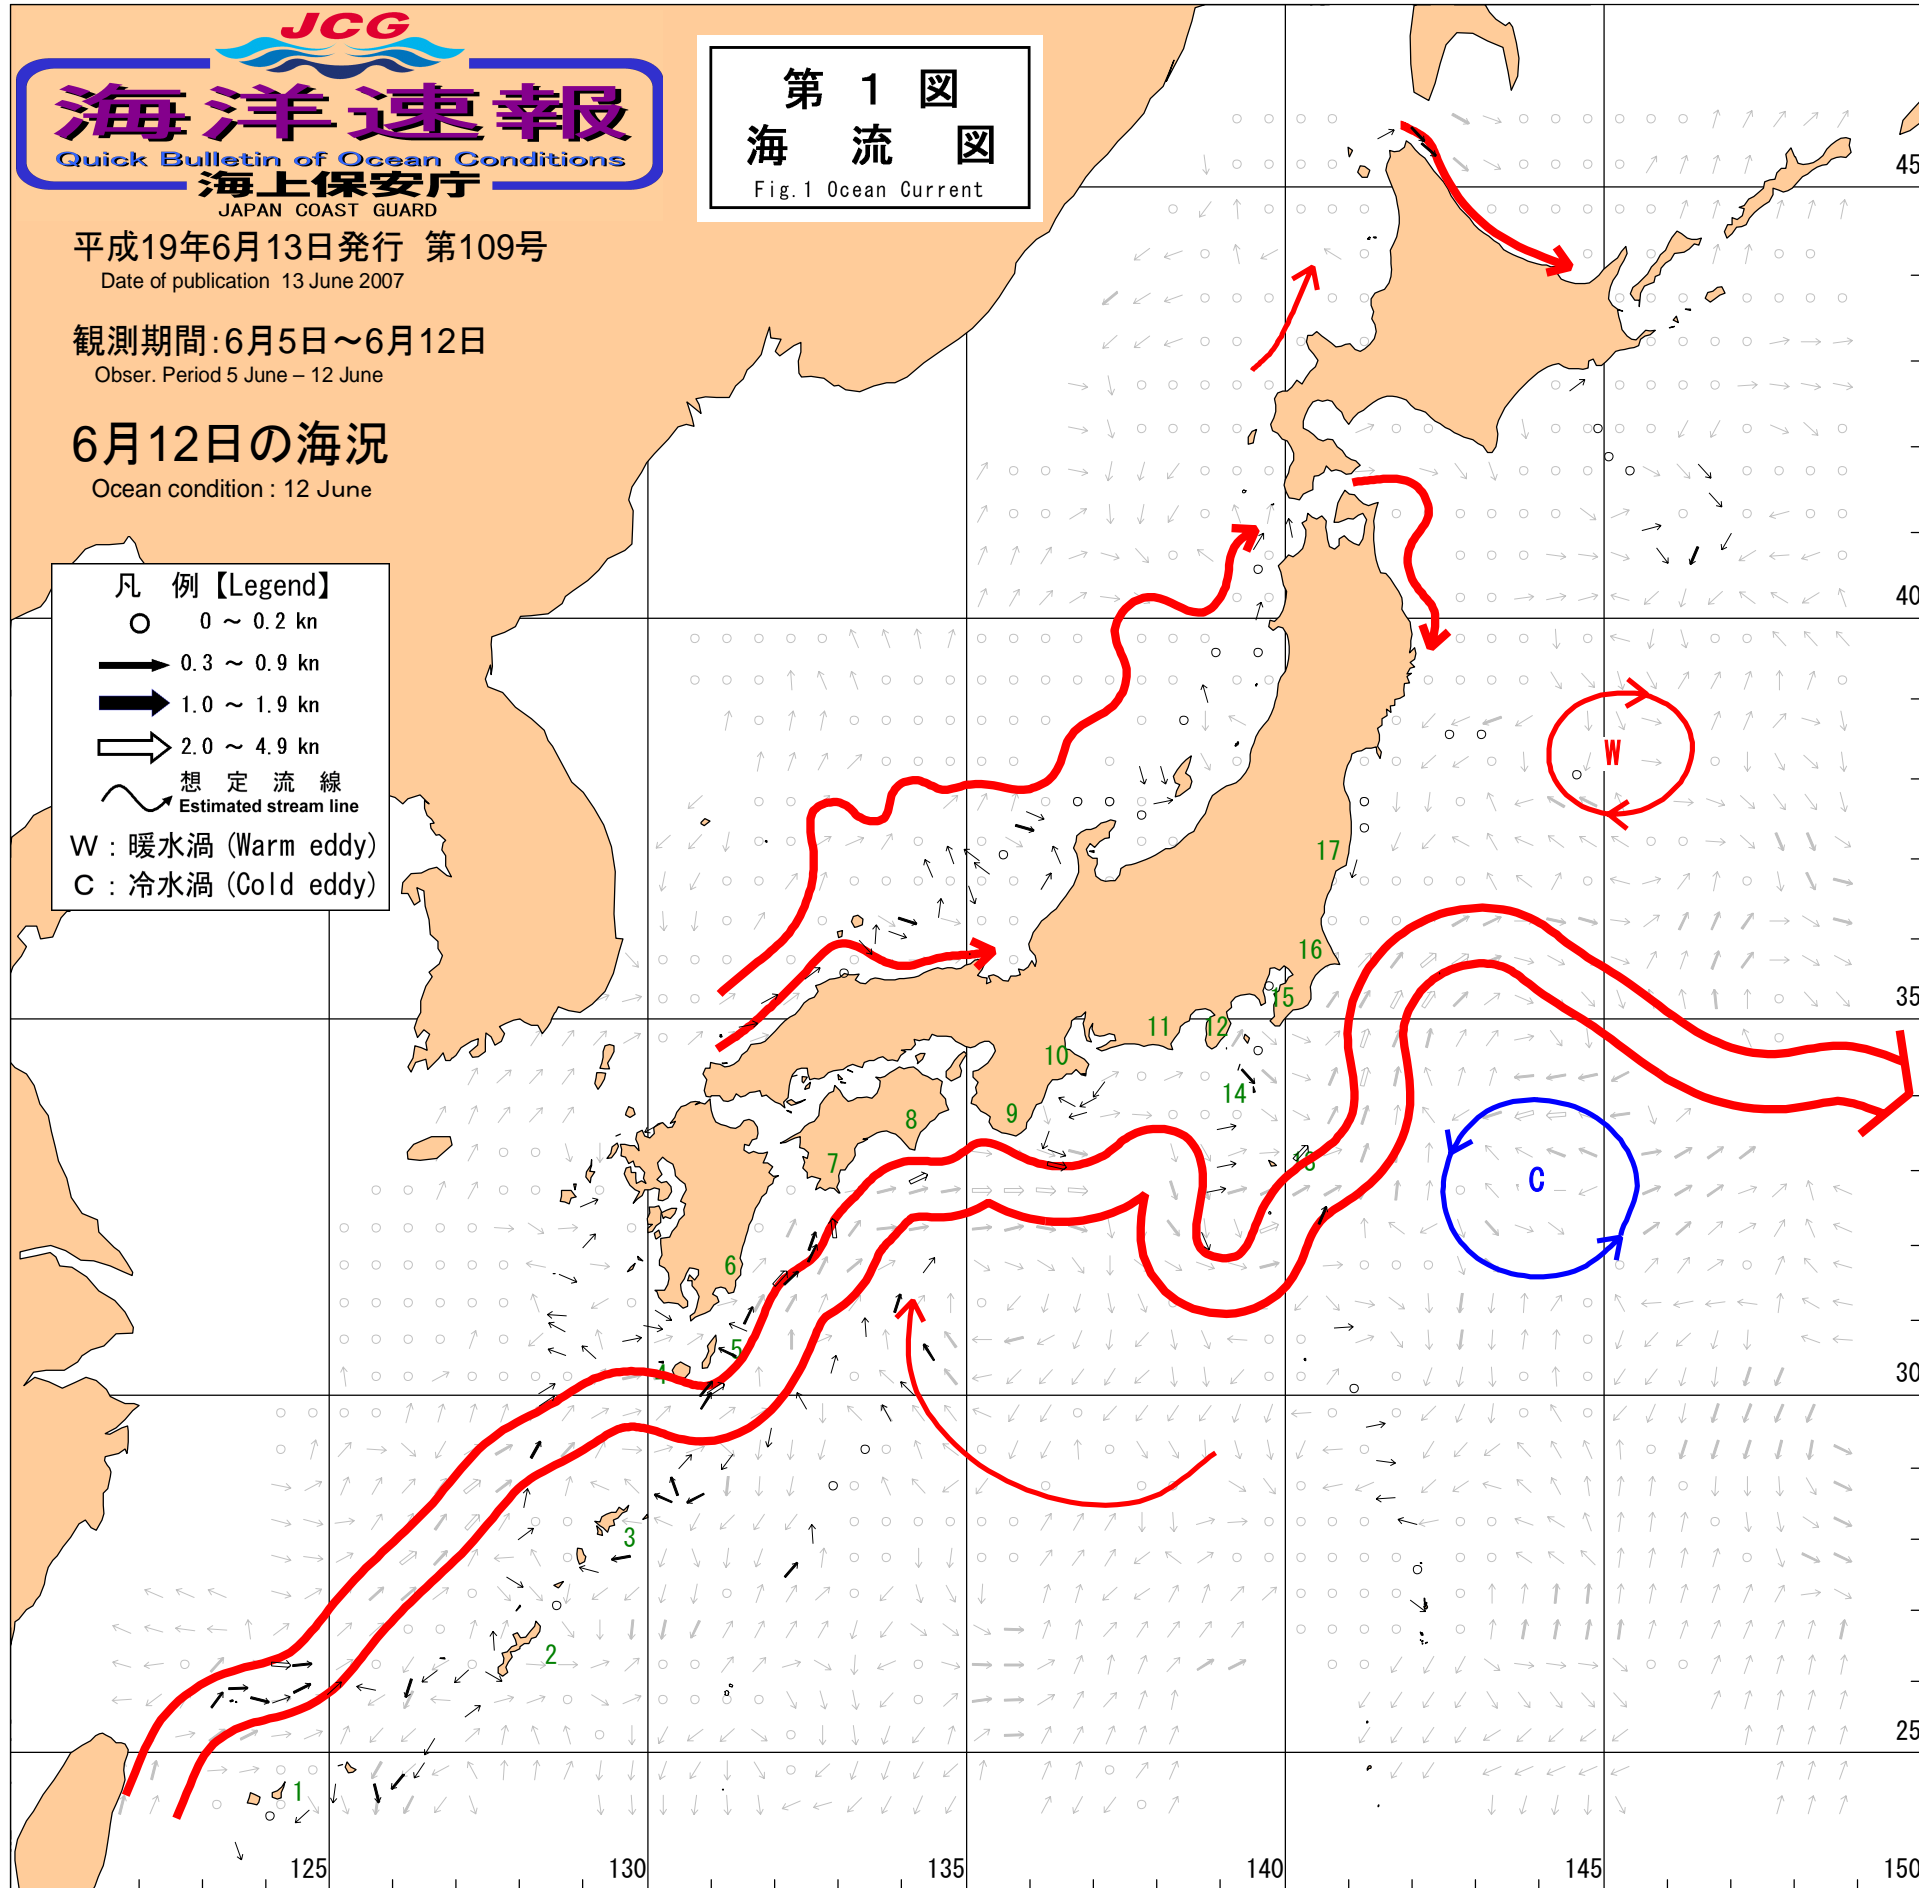 JCG
海洋速報
Quick Bulletin of Ocean Conditions
海上保安庁
JAPAN COAST GUARD
平成19年6月13日発行 第109号
Date of publication 13 June 2007
観測期間:6月5日～6月12日
Obser. Period 5 June – 12 June
6月12日の海況
Ocean condition : 12 June
第 1 図
海 流 図
Fig.1 Ocean Current
凡 例【Legend】
0 ～ 0.2 kn
0.3 ～ 0.9 kn
1.0 ～ 1.9 kn
2.0 ～ 4.9 kn
想 定 流 線
Estimated stream line
W : 暖水渦 (Warm eddy)
C : 冷水渦 (Cold eddy)
45
40
W
17
16
15
35
11
12
10
14
9
8
7
13
C
6
5
4
30
3
2
25
1
125
130
135
140
145
150